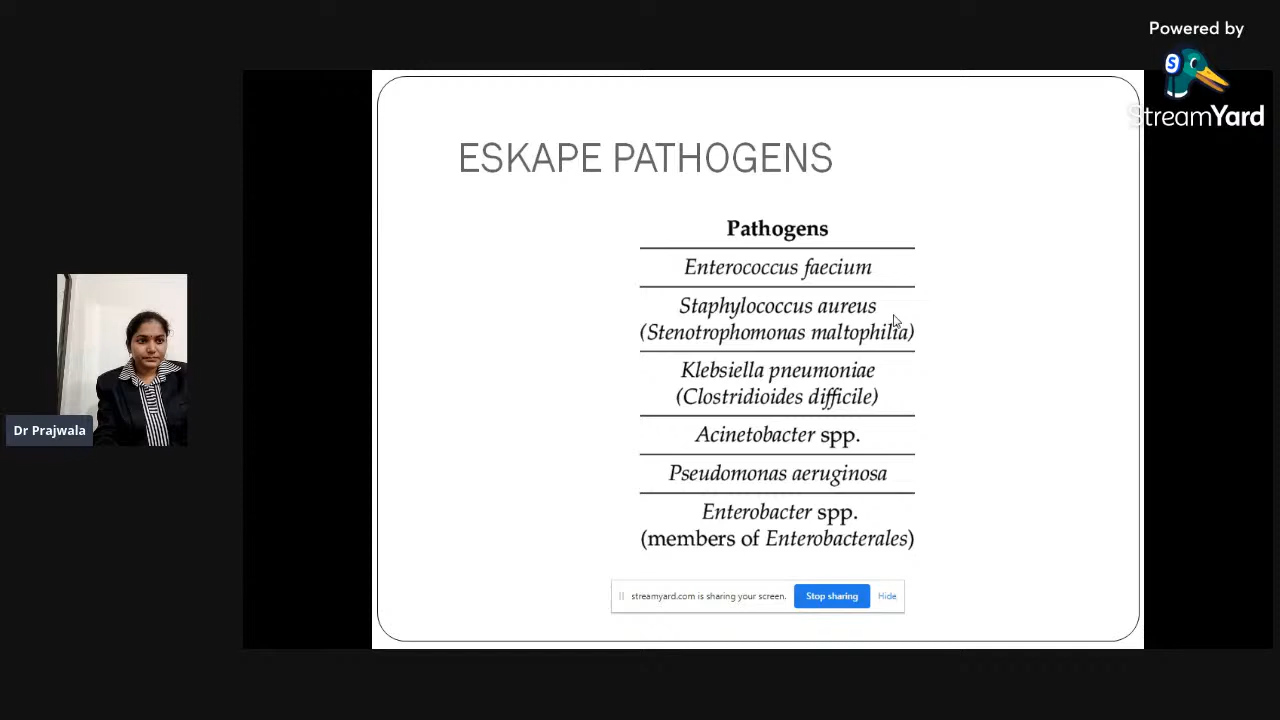 Powered by
StreamYard
ESKAPE PATHOGENS
Pathogens
Enterococcus faecium
Staphylococcus aureus
(Stenotrophomonas maltophilia)
Klebsiella pneumoniae
(Clostridioides difficile)
Acinetobacter spp.
Pseudomonas aeruginosa
Enterobacter spp.
(members of Enterobacterales)
Dr Prajwala
streamyard.com is sharing your screen. Stop sharing Hide